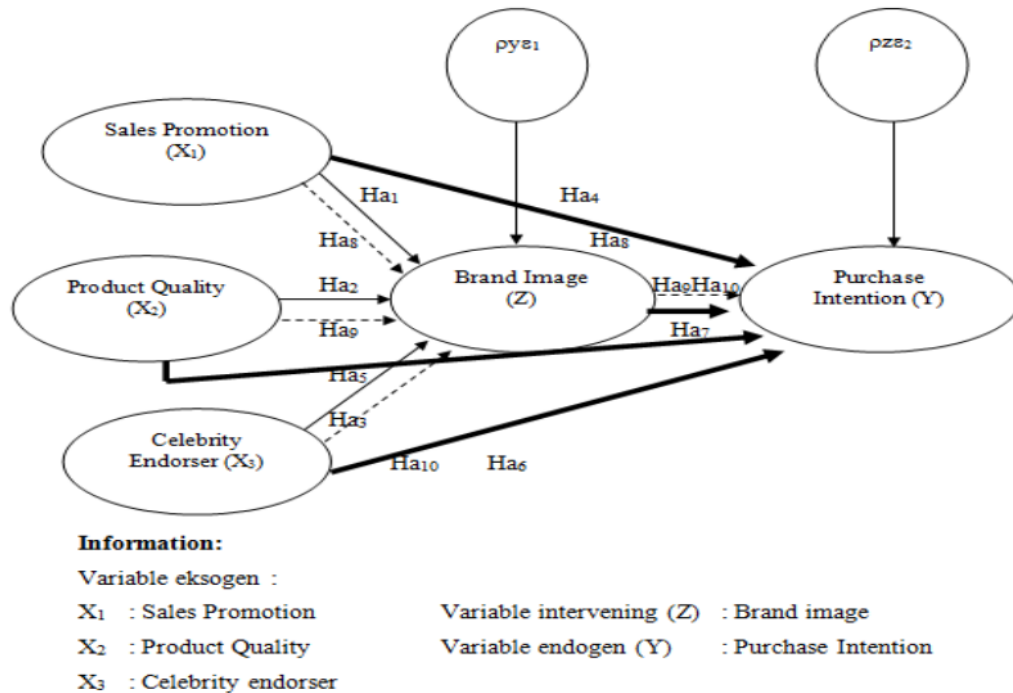 ρyε₁
ρzε₂
Sales Promotion
(X₁)
Ha₁
Ha₄
Ha₈
Ha₈
Product Quality
(X₂)
Ha₂
Ha₉
Brand Image
(Z)
Ha₉Ha₁₀
Purchase
Intention (Y)
Ha₇
Ha₅
Ha₃
Celebrity
Endorser (X₃)
Ha₁₀
Ha₆
Information:
Variable eksogen :
X₁ : Sales Promotion
Variable intervening (Z) : Brand image
X₂ : Product Quality
Variable endogen (Y) : Purchase Intention
X₃ : Celebrity endorser